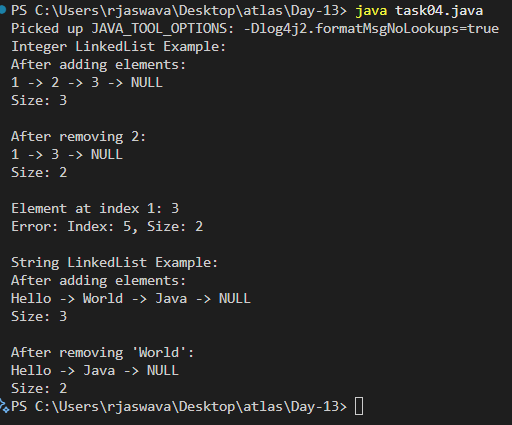 PS C:\Users\rjaswava\Desktop\atlas\Day-13> java task04.java
Picked up JAVA_TOOL_OPTIONS: -Dlog4j2.formatMsgNoLookups=true
Integer LinkedList Example:
After adding elements:
1 -> 2 -> 3 -> NULL
Size: 3

After removing 2:
1 -> 3 -> NULL
Size: 2

Element at index 1: 3
Error: Index: 5, Size: 2

String LinkedList Example:
After adding elements:
Hello -> World -> Java -> NULL
Size: 3

After removing 'World':
Hello -> Java -> NULL
Size: 2
PS C:\Users\rjaswava\Desktop\atlas\Day-13>